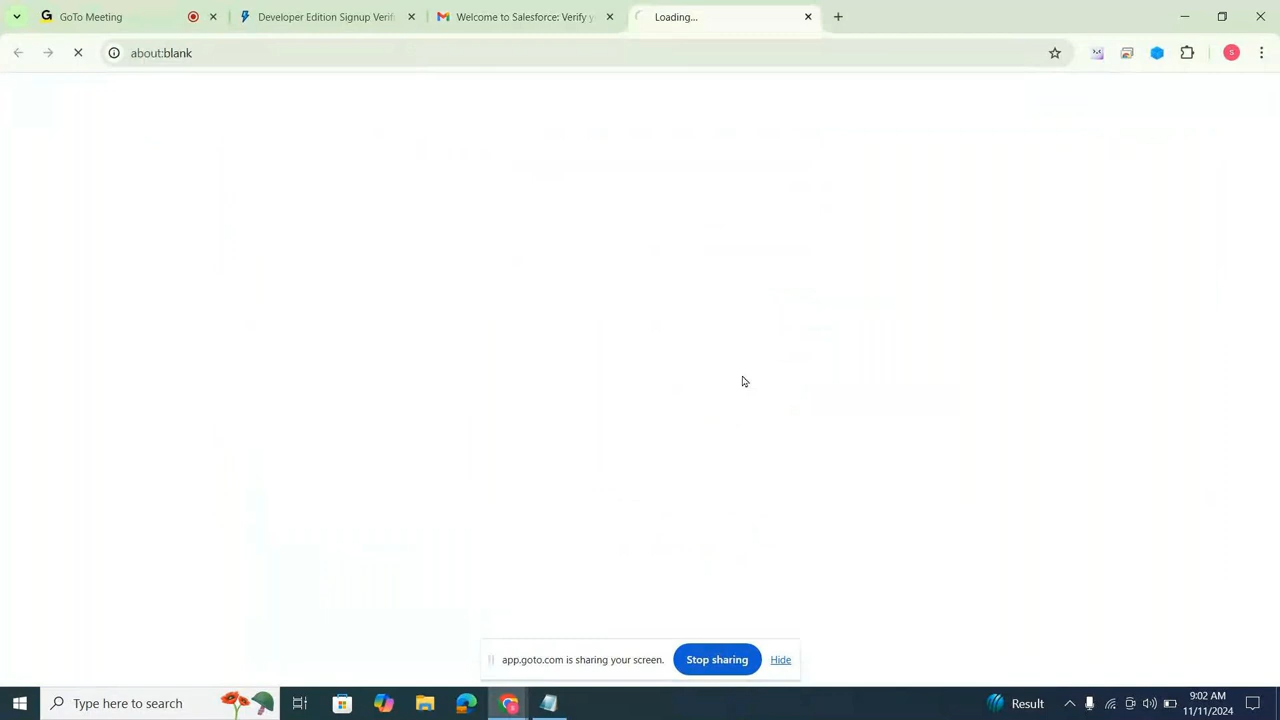 GoTo Meeting
Developer Edition Signup Verifi
Welcome to Salesforce: Verify y
Loading...
about:blank
S
app.goto.com is sharing your screen.
Stop sharing
Hide
Type here to search
Result
9:02 AM
11/11/2024